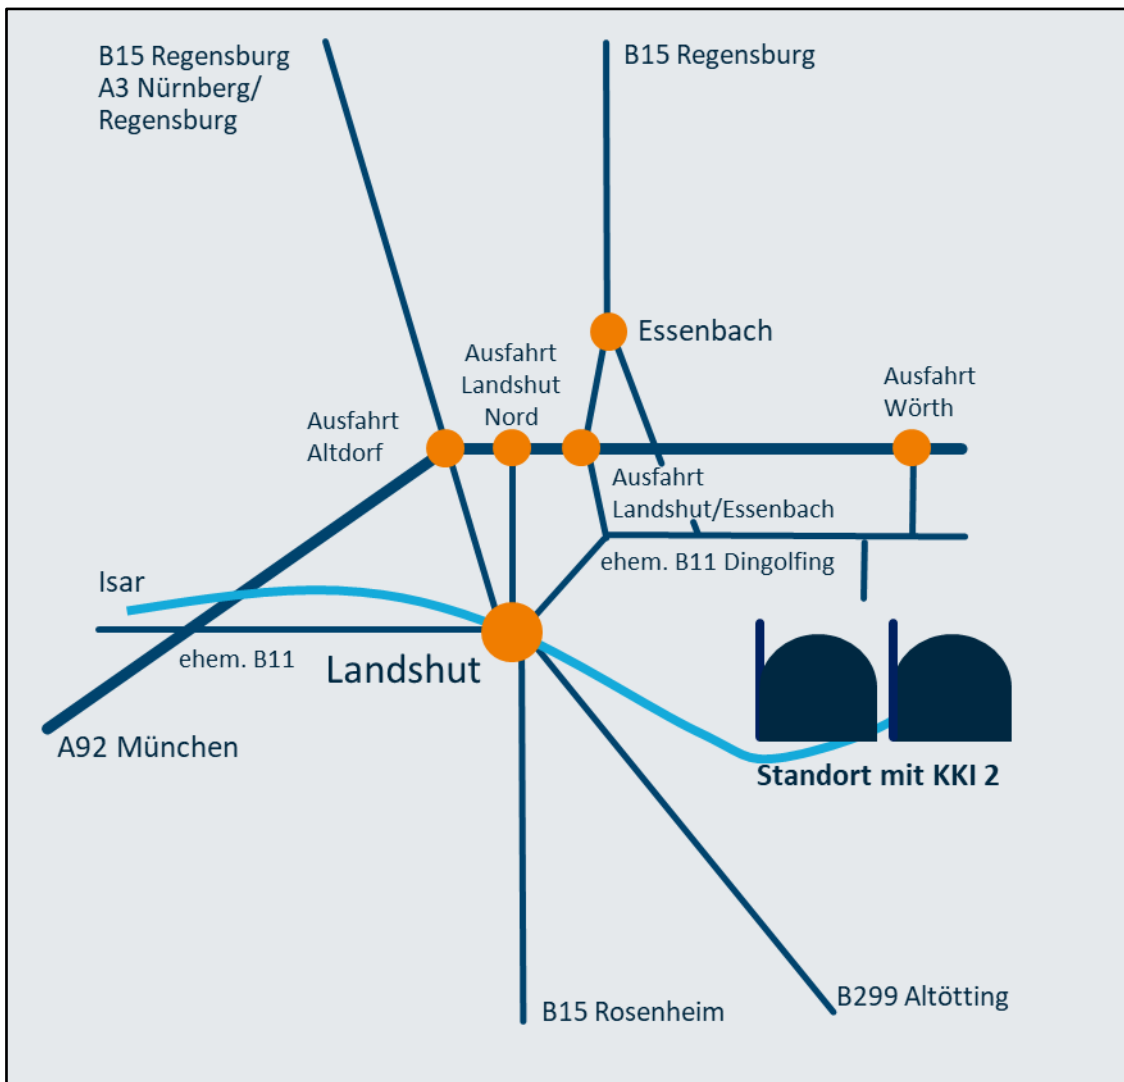 B15 Regensburg
A3 Nürnberg/
Regensburg
B15 Regensburg
Essenbach
Ausfahrt
Landshut
Nord
Ausfahrt
Wörth
Ausfahrt
Altdorf
Ausfahrt
Landshut/Essenbach
ehem. B11 Dingolfing
Isar
ehem. B11
Landshut
A92 München
Standort mit KKI 2
B299 Altötting
B15 Rosenheim